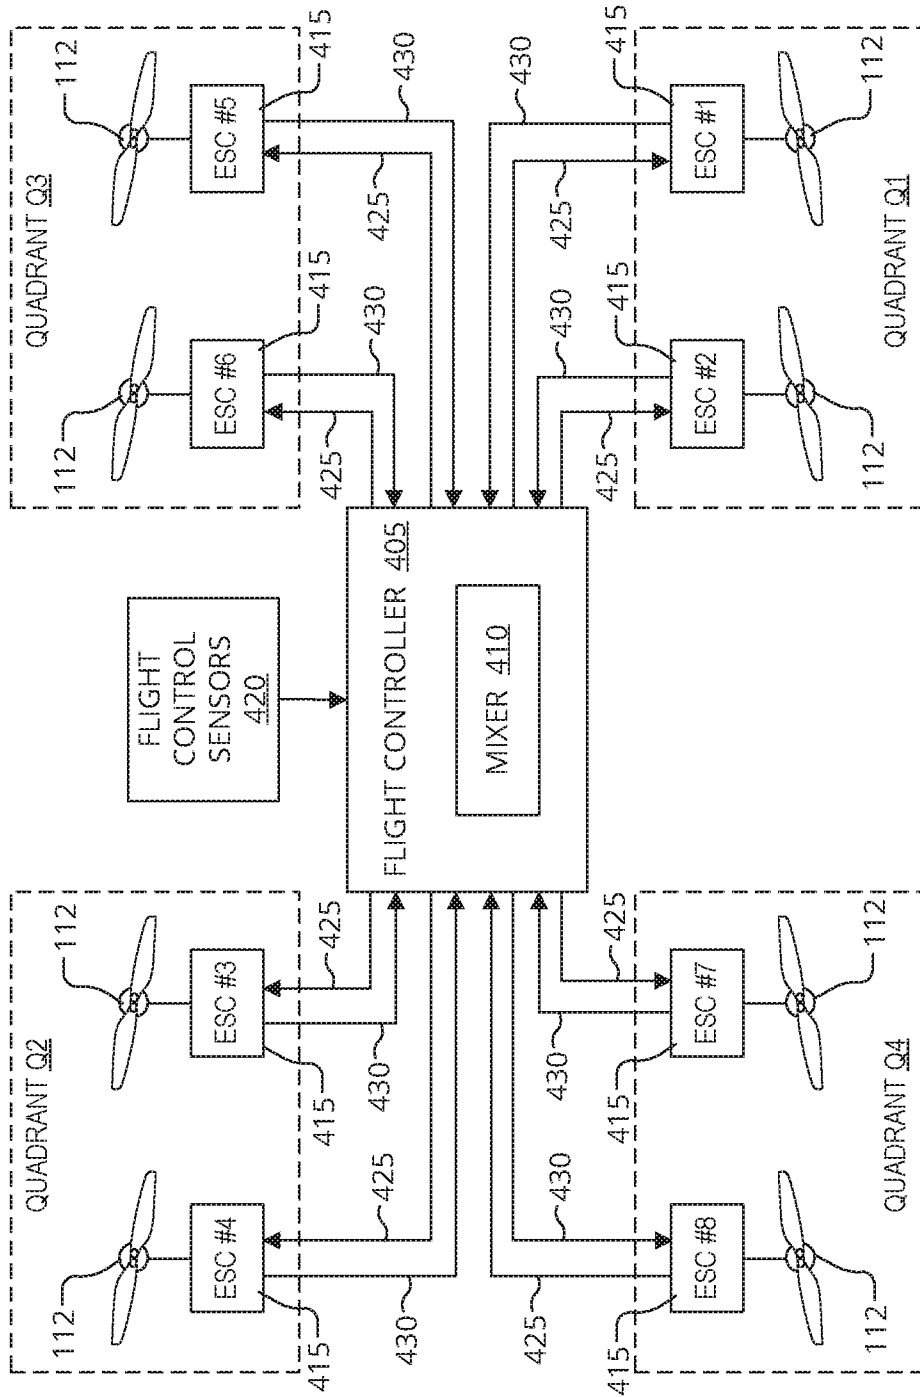 QUADRANT Q4
112
ESC #8
415
425
430
112
ESC #7
415
430
425
QUADRANT Q2
112
ESC #4
415
430
425
112
ESC #3
415
430
425
FLIGHT CONTROLLER 405
MIXER 410
FLIGHT
CONTROL
SENSORS
420
QUADRANT Q1
112
ESC #2
415
430
425
112
ESC #1
415
430
425
QUADRANT Q3
112
ESC #6
415
430
425
112
ESC #5
415
430
425